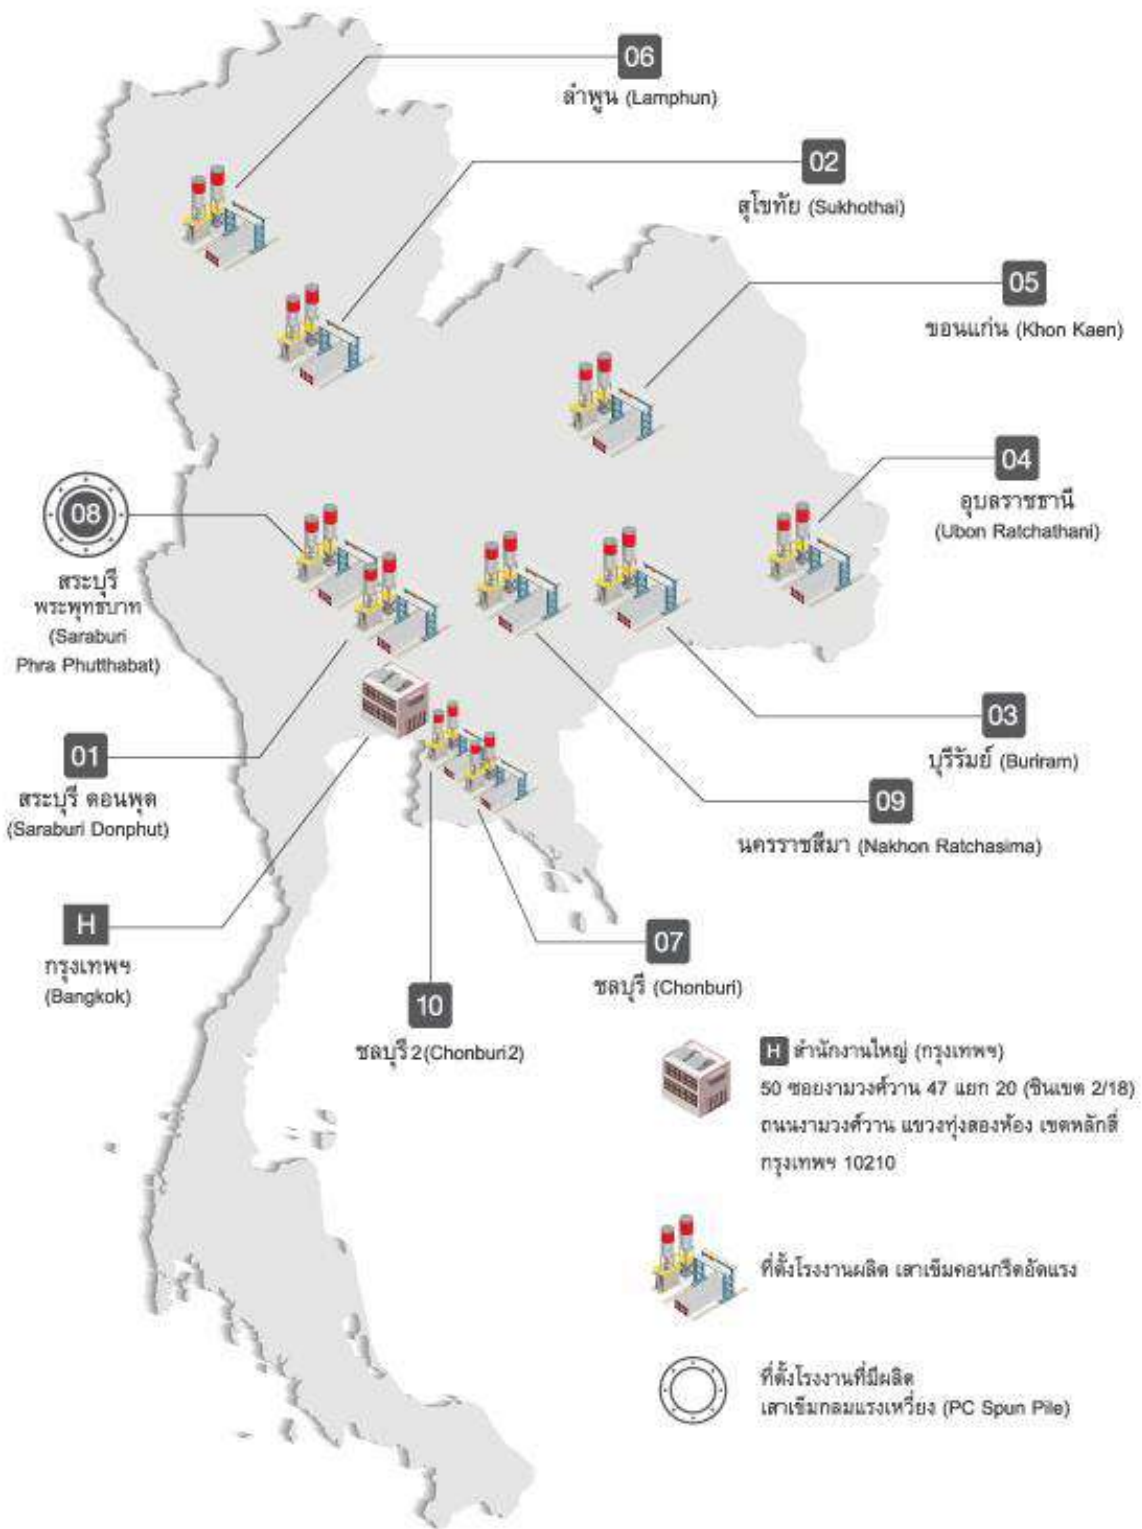 06
ลำพูน (Lamphun)
02
สุโขทัย (Sukhothai)
05
ขอนแก่น (Khon Kaen)
04
อุบลราชธานี
(Ubon Ratchathani)
08
สระบุรี
พระพุทธบาท
(Saraburi
Phra Phutthabat)
03
บุรีรัมย์ (Buriram)
01
สระบุรี ดอนพุด
(Saraburi Donphut)
09
นครราชสีมา (Nakhon Ratchasima)
H
กรุงเทพฯ
(Bangkok)
07
ชลบุรี (Chonburi)
10
ชลบุรี 2 (Chonburi 2)
H สำนักงานใหญ่ (กรุงเทพฯ)
50 ซอยงามวงศ์วาน 47 แยก 20 (ชินเขต 2/18)
ถนนงามวงศ์วาน แขวงทุ่งสองห้อง เขตหลักสี่
กรุงเทพฯ 10210
ที่ตั้งโรงงานผลิต เสาเข็มคอนกรีตอัดแรง
ที่ตั้งโรงงานที่มีผลิต
เสาเข็มกลมแรงเหวี่ยง (PC Spun Pile)